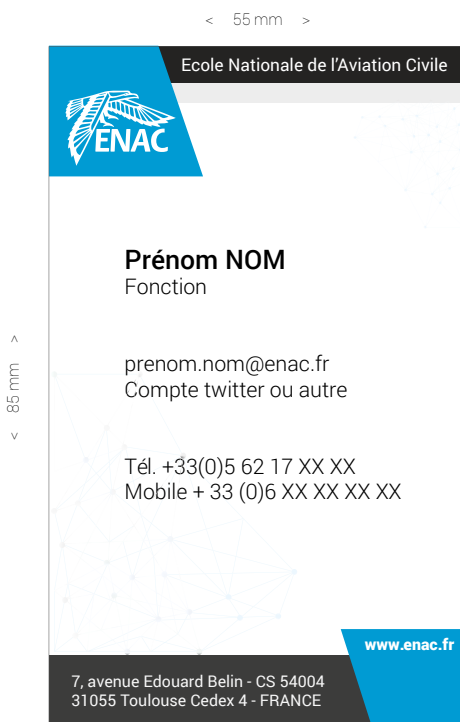 < 55 mm >
Ecole Nationale de l'Aviation Civile
ENAC
Prénom NOM
Fonction
< 85 mm >
prenom.nom@enac.fr
Compte twitter ou autre
Tél. +33(0)5 62 17 XX XX
Mobile + 33 (0)6 XX XX XX XX
www.enac.fr
7, avenue Edouard Belin - CS 54004
31055 Toulouse Cedex 4 - FRANCE